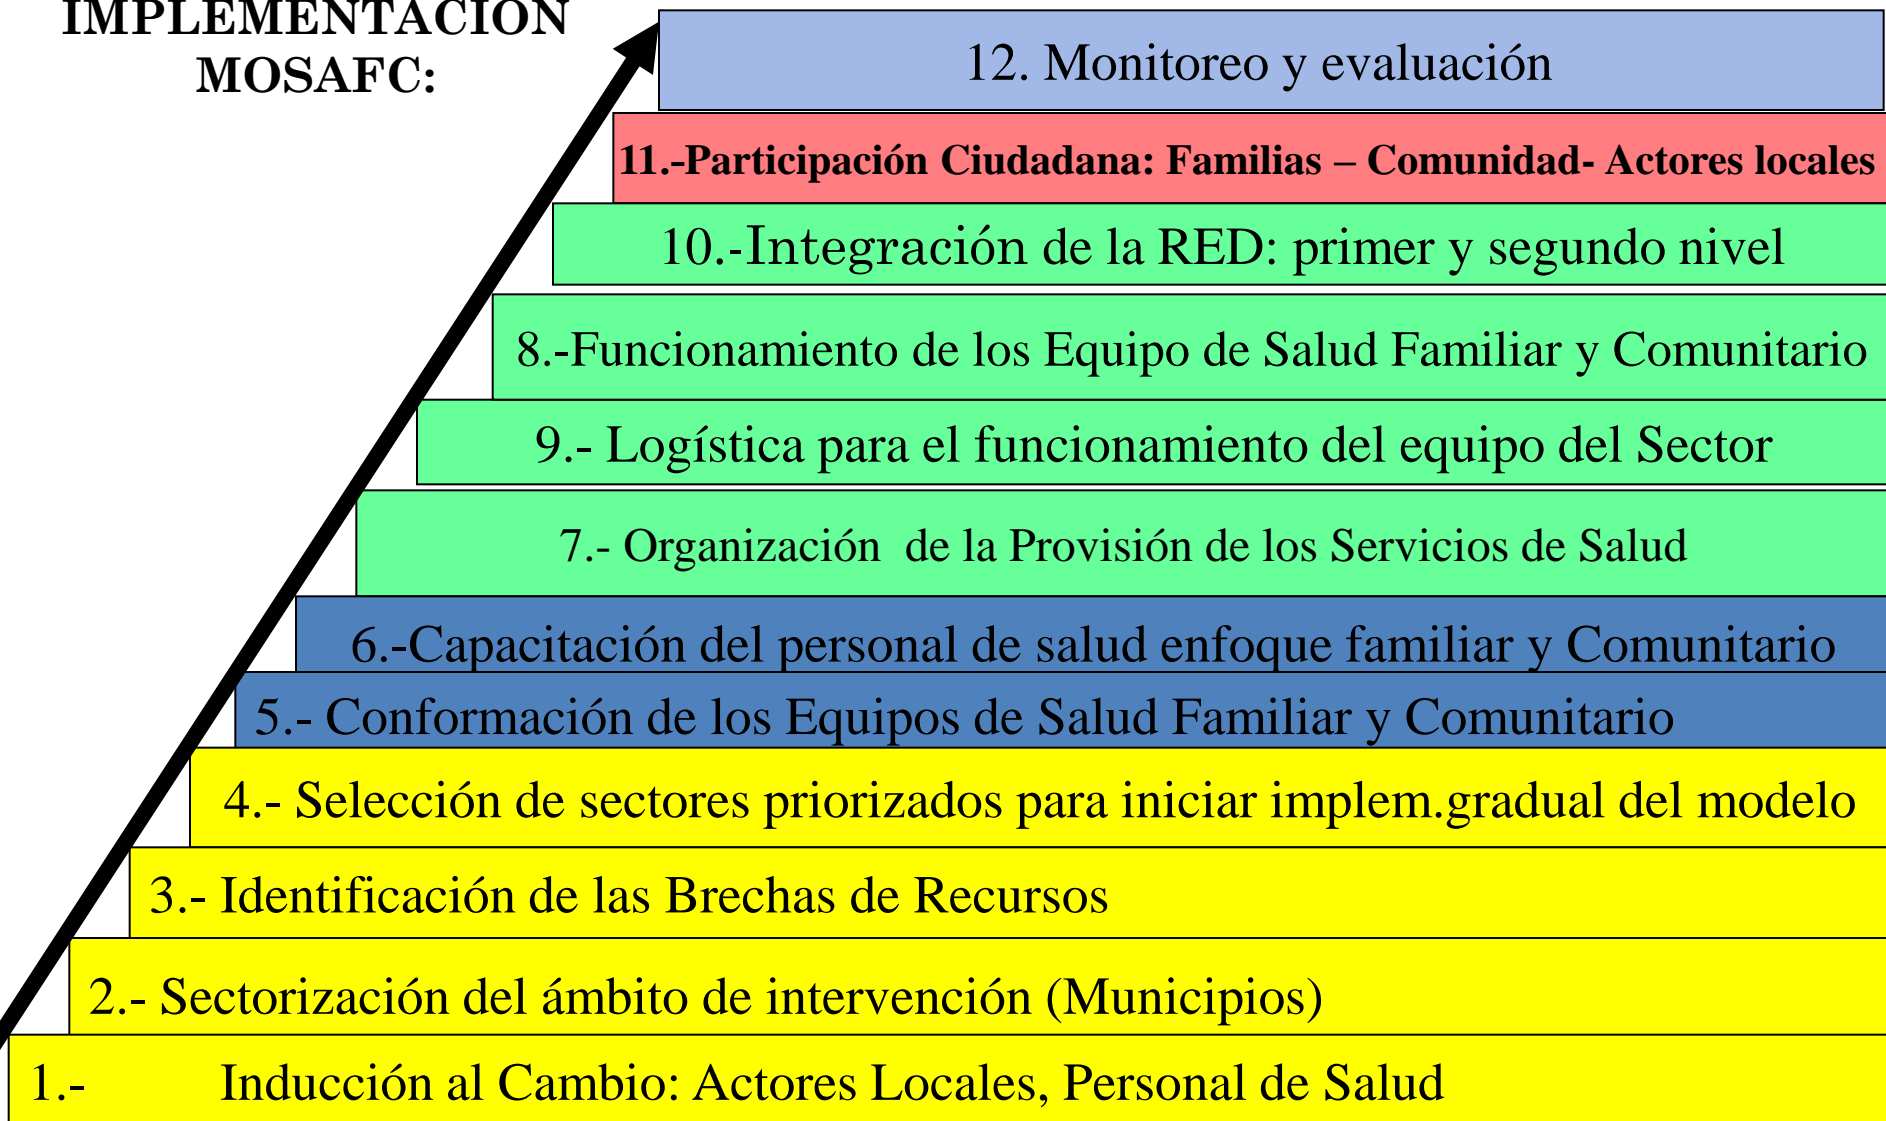 IMPLEMENTACIÓN
MOSAFC:
12. Monitoreo y evaluación
11.-Participación Ciudadana: Familias – Comunidad- Actores locales
10.-Integración de la RED: primer y segundo nivel
8.-Funcionamiento de los Equipo de Salud Familiar y Comunitario
9.- Logística para el funcionamiento del equipo del Sector
7.- Organización de la Provisión de los Servicios de Salud
6.-Capacitación del personal de salud enfoque familiar y Comunitario
5.- Conformación de los Equipos de Salud Familiar y Comunitario
4.- Selección de sectores priorizados para iniciar implem.gradual del modelo
3.- Identificación de las Brechas de Recursos
2.- Sectorización del ámbito de intervención (Municipios)
1.- Inducción al Cambio: Actores Locales, Personal de Salud